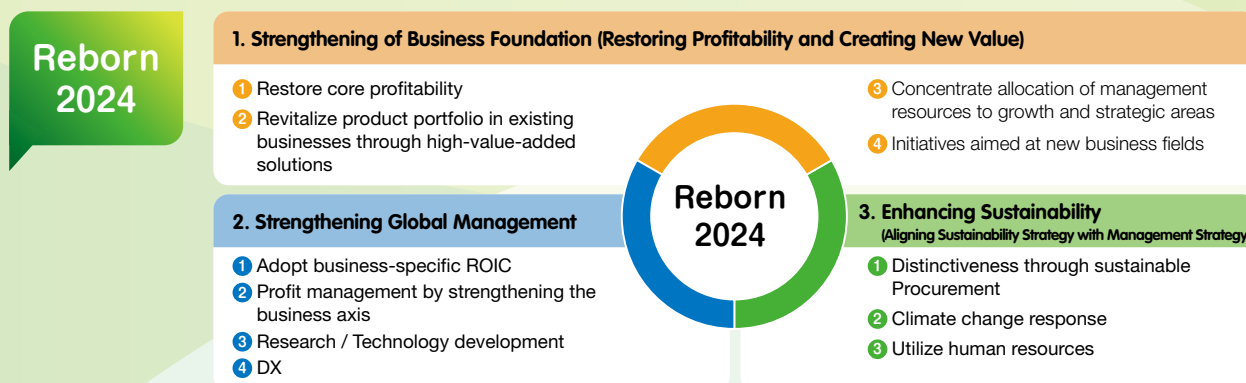 Reborn
2024
1. Strengthening of Business Foundation (Restoring Profitability and Creating New Value)
1 Restore core profitability
2 Revitalize product portfolio in existing
businesses through high-value-added
solutions
3 Concentrate allocation of management
resources to growth and strategic areas
4 Initiatives aimed at new business fields
Reborn
2024
2. Strengthening Global Management
1 Adopt business-specific ROIC
2 Profit management by strengthening the
business axis
3 Research / Technology development
4 DX
3. Enhancing Sustainability
(Aligning Sustainability Strategy with Management Strategy
1 Distinctiveness through sustainable
Procurement
2 Climate change response
3 Utilize human resources